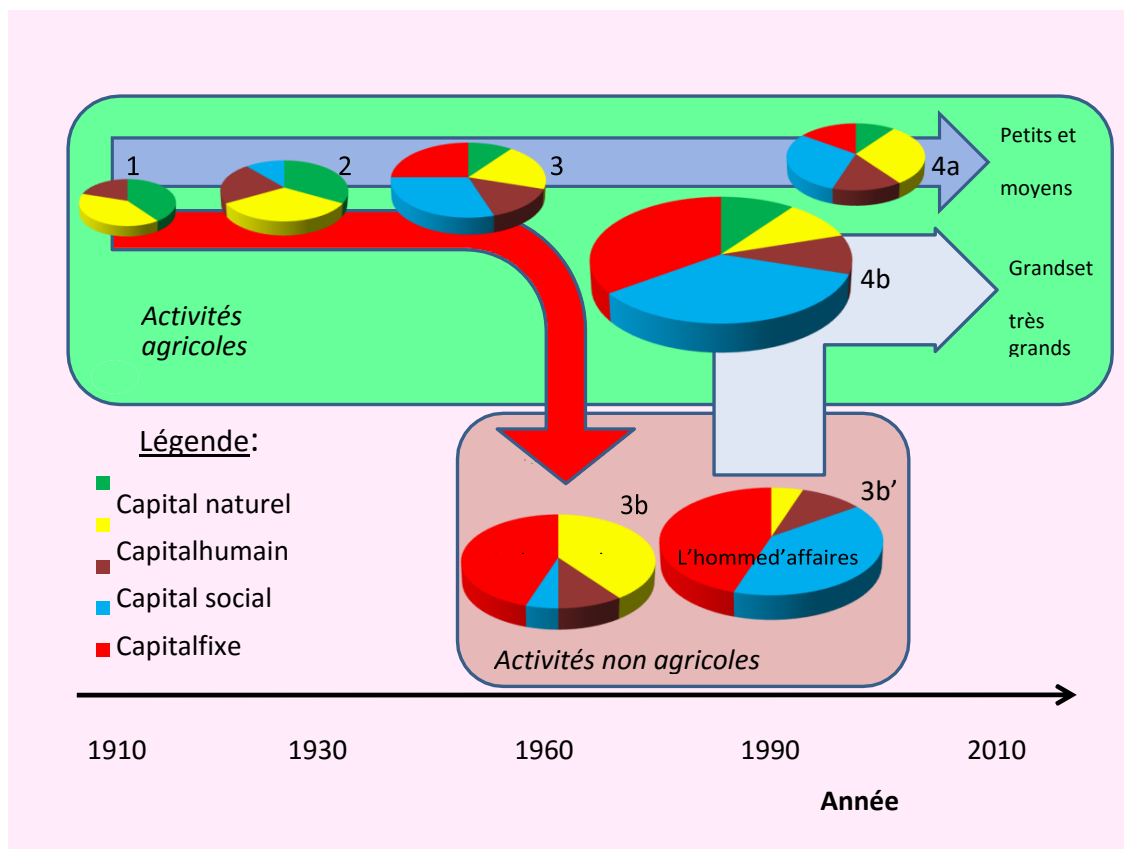 1
2
3
4a
Petits et
moyens
4b
Grandset
très
grands
Activités
agricoles
Légende:
Capital naturel
Capitalhumain
Capital social
Capitalfixe
3b
3b’
L’hommed’affaires
Activités non agricoles
1910
1930
1960
1990
2010
Année